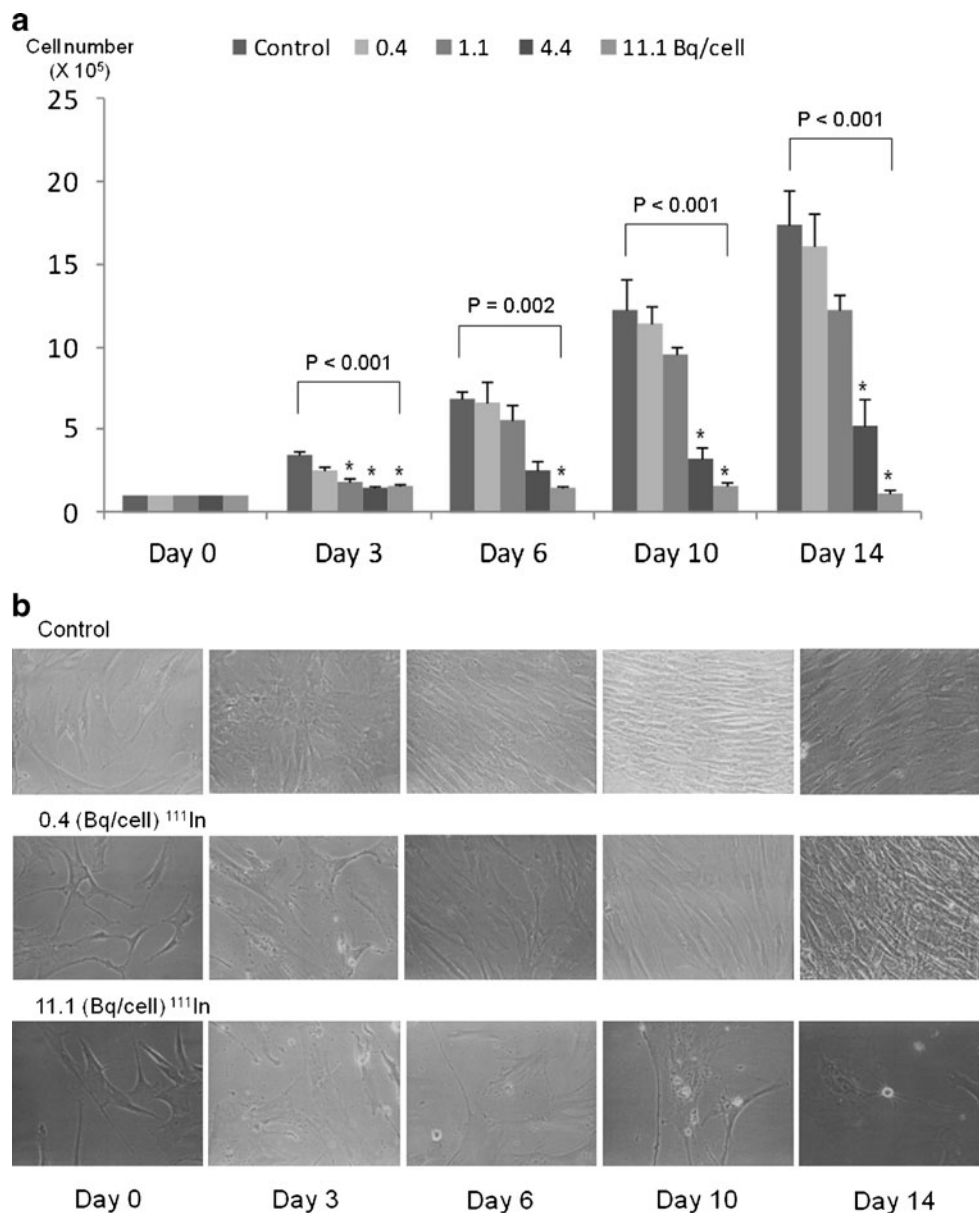 a
Cell number
(X 10⁵)
Control 0.4 1.1 4.4 11.1 Bq/cell
25
20
15
10
5
0
P < 0.001
P = 0.002
P < 0.001
P < 0.001
* * *
*
* *
* *
Day 0 Day 3 Day 6 Day 10 Day 14
b
Control
0.4 (Bq/cell) ¹¹¹In
11.1 (Bq/cell) ¹¹¹In
Day 0 Day 3 Day 6 Day 10 Day 14